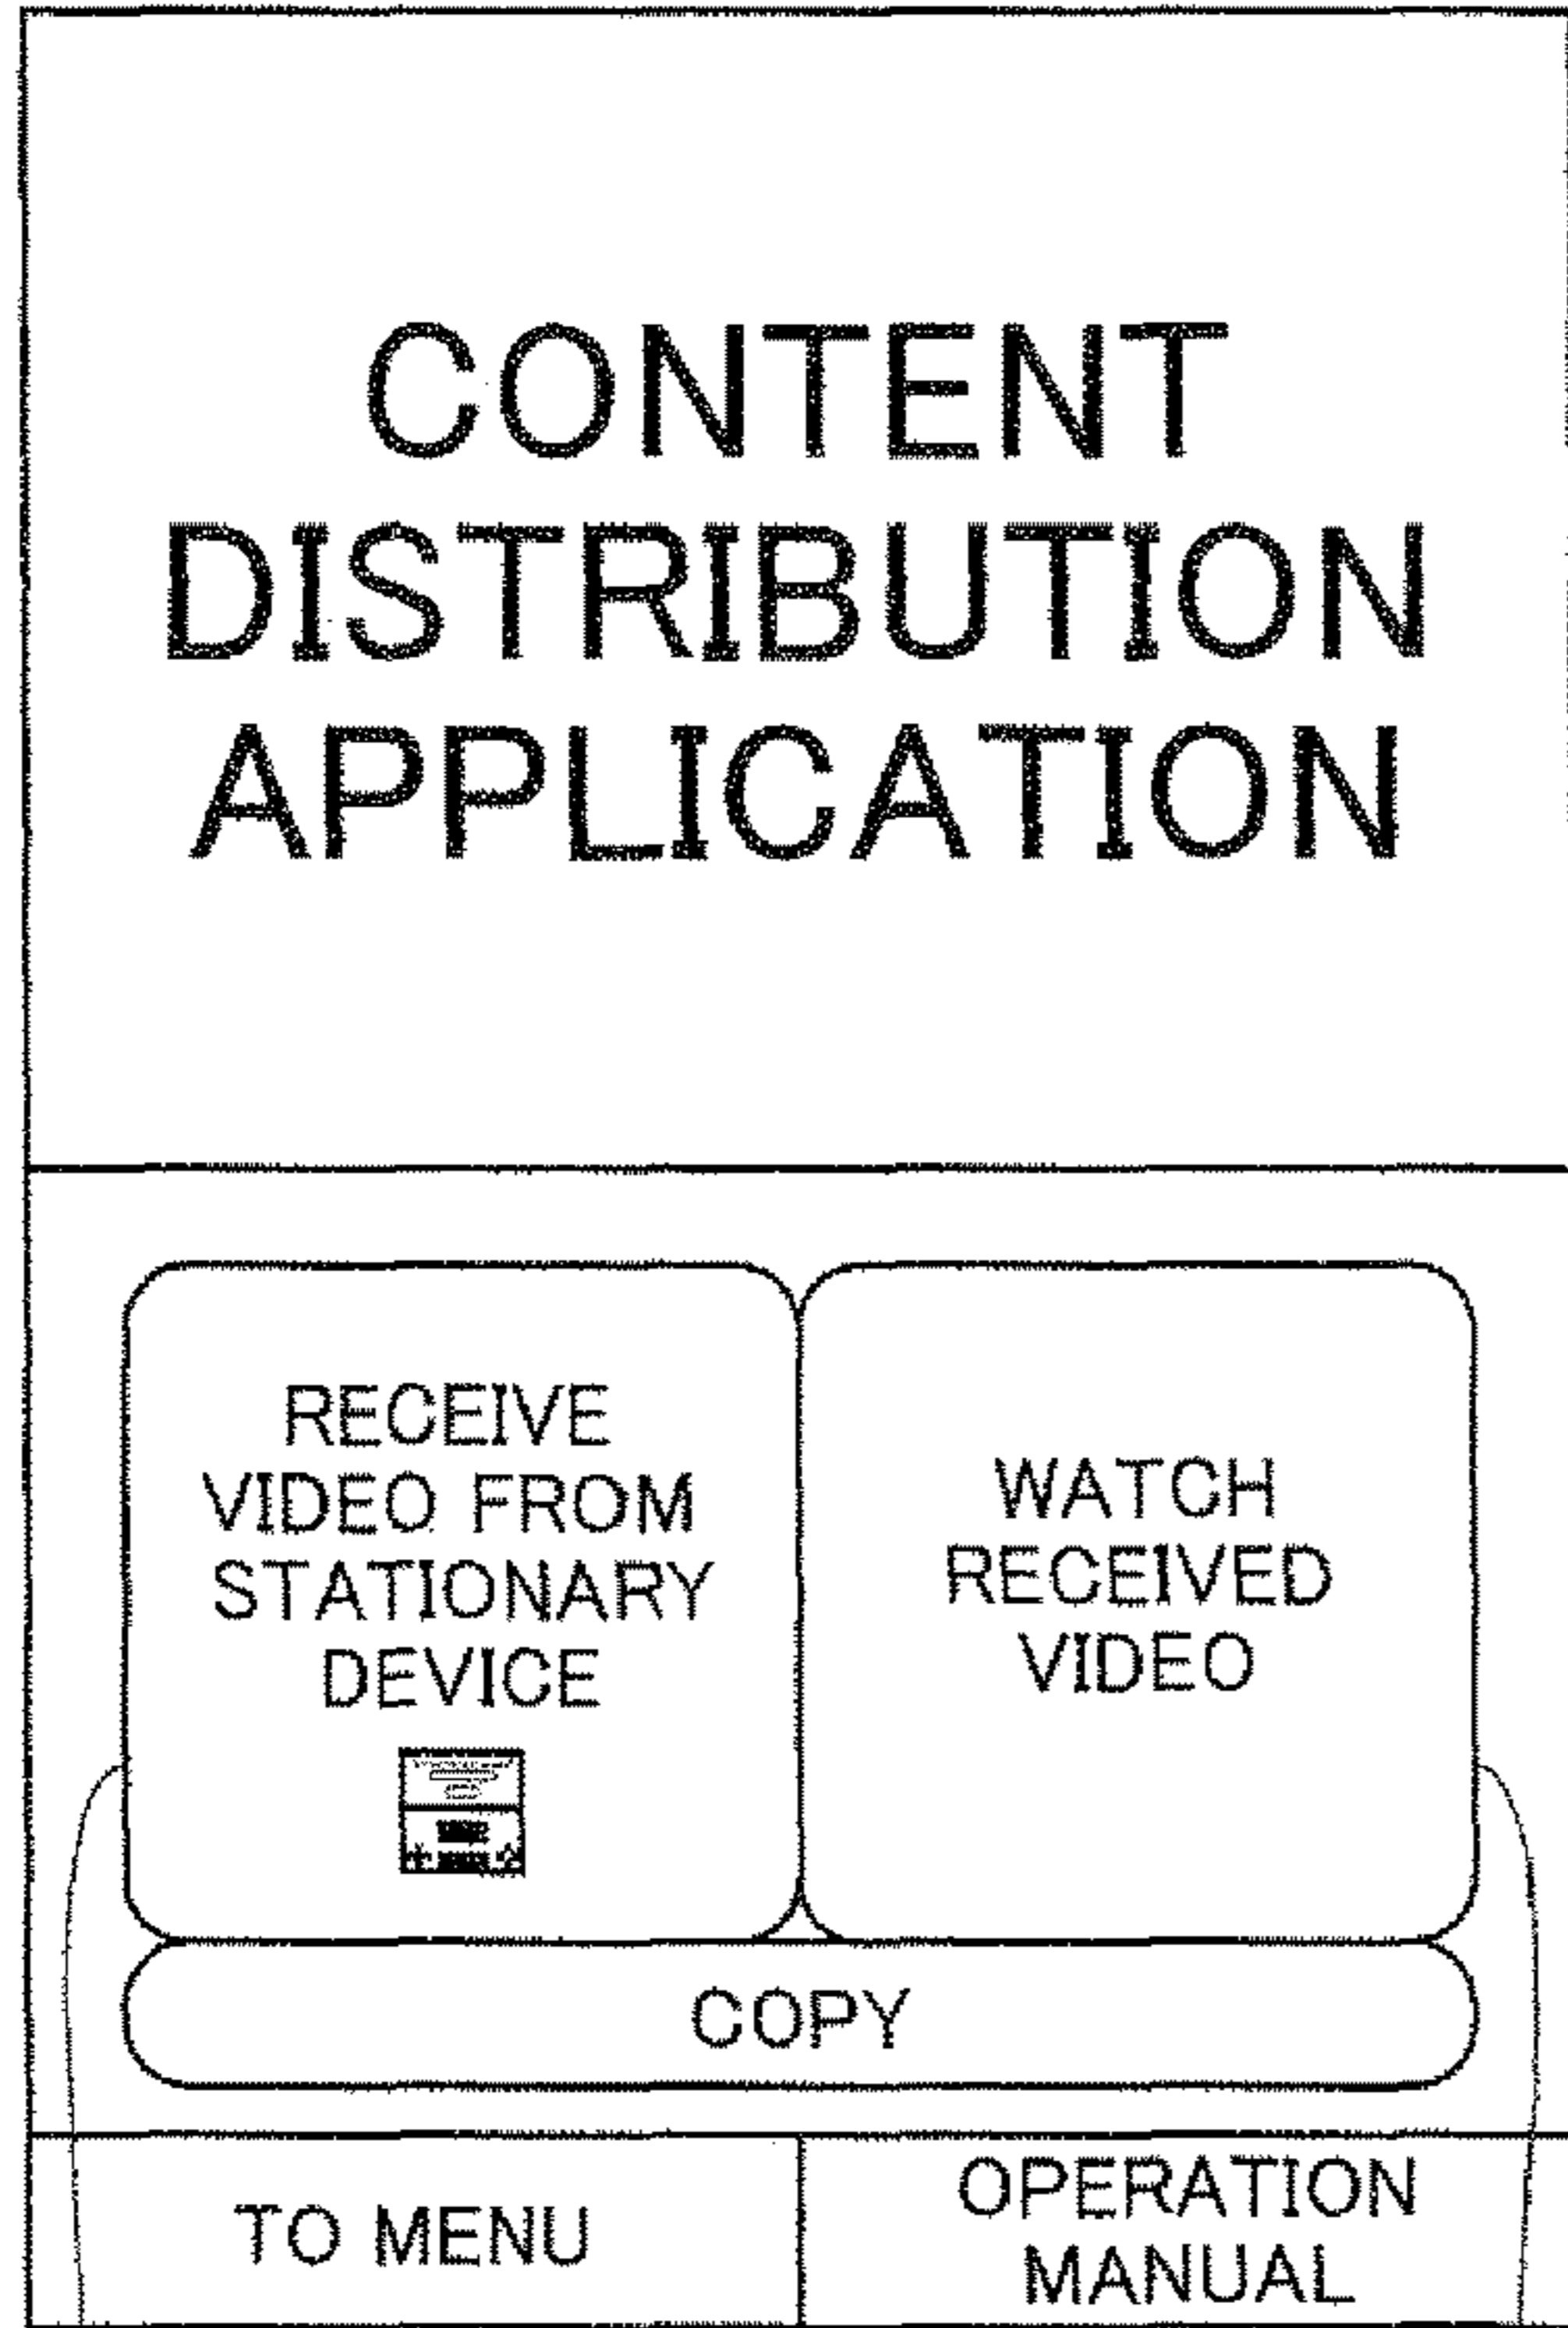 CONTENT
DISTRIBUTION
APPLICATION
RECEIVE
VIDEO FROM
STATIONARY
DEVICE
WATCH
RECEIVED
VIDEO
COPY
TO MENU
OPERATION
MANUAL